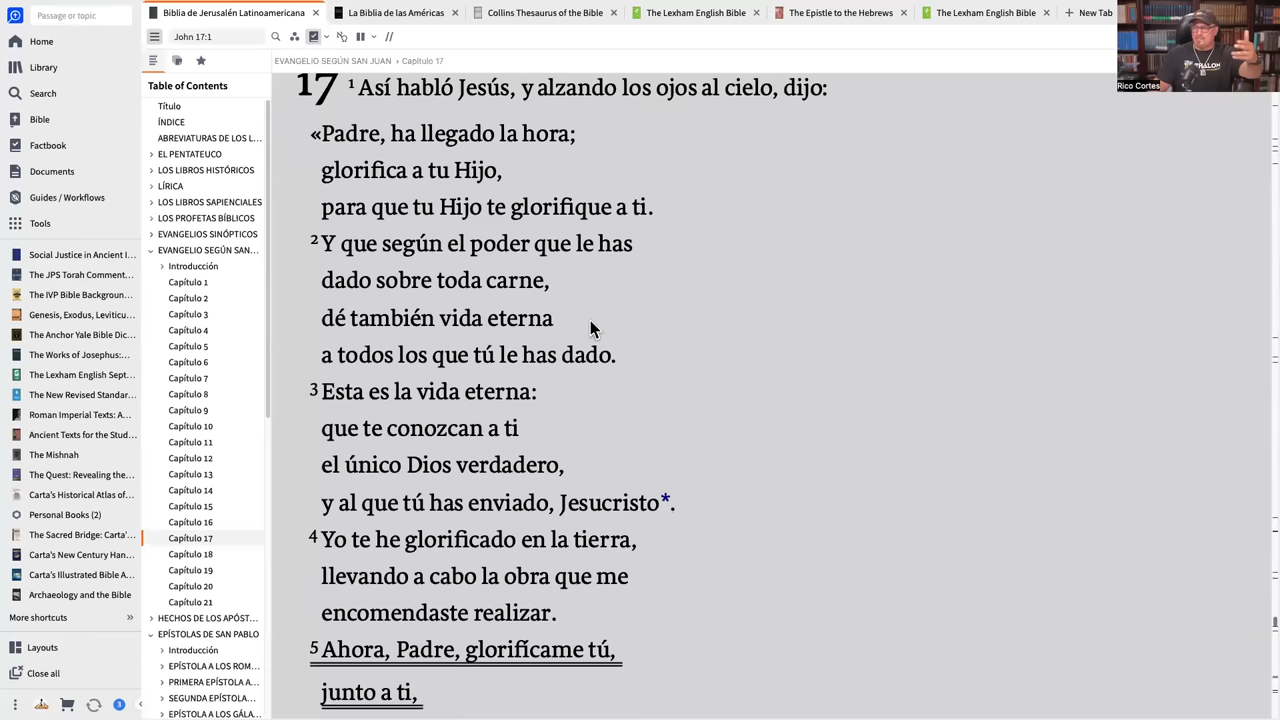 Biblia de Jerusalén Latinoamericana
La Biblia de las Américas
Collins Thesaurus of the Bible
The Lexham English Bible
The Epistle to the Hebrews
The Lexham English Bible
New Tab
Passage or topic
John 17:1
Home
Library
Search
Bible
Factbook
Documents
Guides / Workflows
Tools
Social Justice in Ancient I...
The JPS Torah Comment...
The IVP Bible Backgroun...
Genesis, Exodus, Leviticu...
The Anchor Yale Bible Dic...
The Works of Josephus:...
The Lexham English Sept...
The New Revised Standar...
Roman Imperial Texts: A...
Ancient Texts for the Stud...
The Mishnah
The Quest: Revealing the...
Carta's Historical Atlas of...
Personal Books (2)
The Sacred Bridge: Carta'...
Carta's New Century Han...
Carta's Illustrated Bible A...
Archaeology and the Bible
More shortcuts
Layouts
Close all
3
Table of Contents
Título
ÍNDICE
ABREVIATURAS DE LOS L...
EL PENTATEUCO
LOS LIBROS HISTÓRICOS
LÍRICA
LOS LIBROS SAPIENCIALES
LOS PROFETAS BÍBLICOS
EVANGELIOS SINÓPTICOS
EVANGELIO SEGÚN SAN...
Introducción
Capítulo 1
Capítulo 2
Capítulo 3
Capítulo 4
Capítulo 5
Capítulo 6
Capítulo 7
Capítulo 8
Capítulo 9
Capítulo 10
Capítulo 11
Capítulo 12
Capítulo 13
Capítulo 14
Capítulo 15
Capítulo 16
Capítulo 17
Capítulo 18
Capítulo 19
Capítulo 20
Capítulo 21
HECHOS DE LOS APÓST...
EPÍSTOLAS DE SAN PABLO
Introducción
EPÍSTOLA A LOS ROM...
PRIMERA EPÍSTOLA A...
SEGUNDA EPÍSTOLA...
EPÍSTOLA A LOS GÁLA...
EVANGELIO SEGÚN SAN JUAN › Capítulo 17
17 1 Así habló Jesús, y alzando los ojos al cielo, dijo:
«Padre, ha llegado la hora;
glorifica a tu Hijo,
para que tu Hijo te glorifique a ti.
2 Y que según el poder que le has
dado sobre toda carne,
dé también vida eterna
a todos los que tú le has dado.
3 Esta es la vida eterna:
que te conozcan a ti
el único Dios verdadero,
y al que tú has enviado, Jesucristo*.
4 Yo te he glorificado en la tierra,
llevando a cabo la obra que me
encomendaste realizar.
5 Ahora, Padre, glorifícame tú,
junto a ti,
Rico Cortes